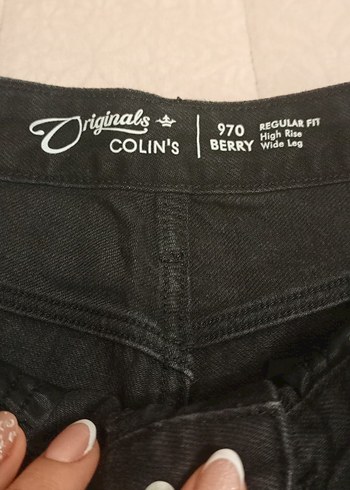 Originals
COLIN'S
970
BERRY
REGULAR FIT
High Rise
Wide Leg